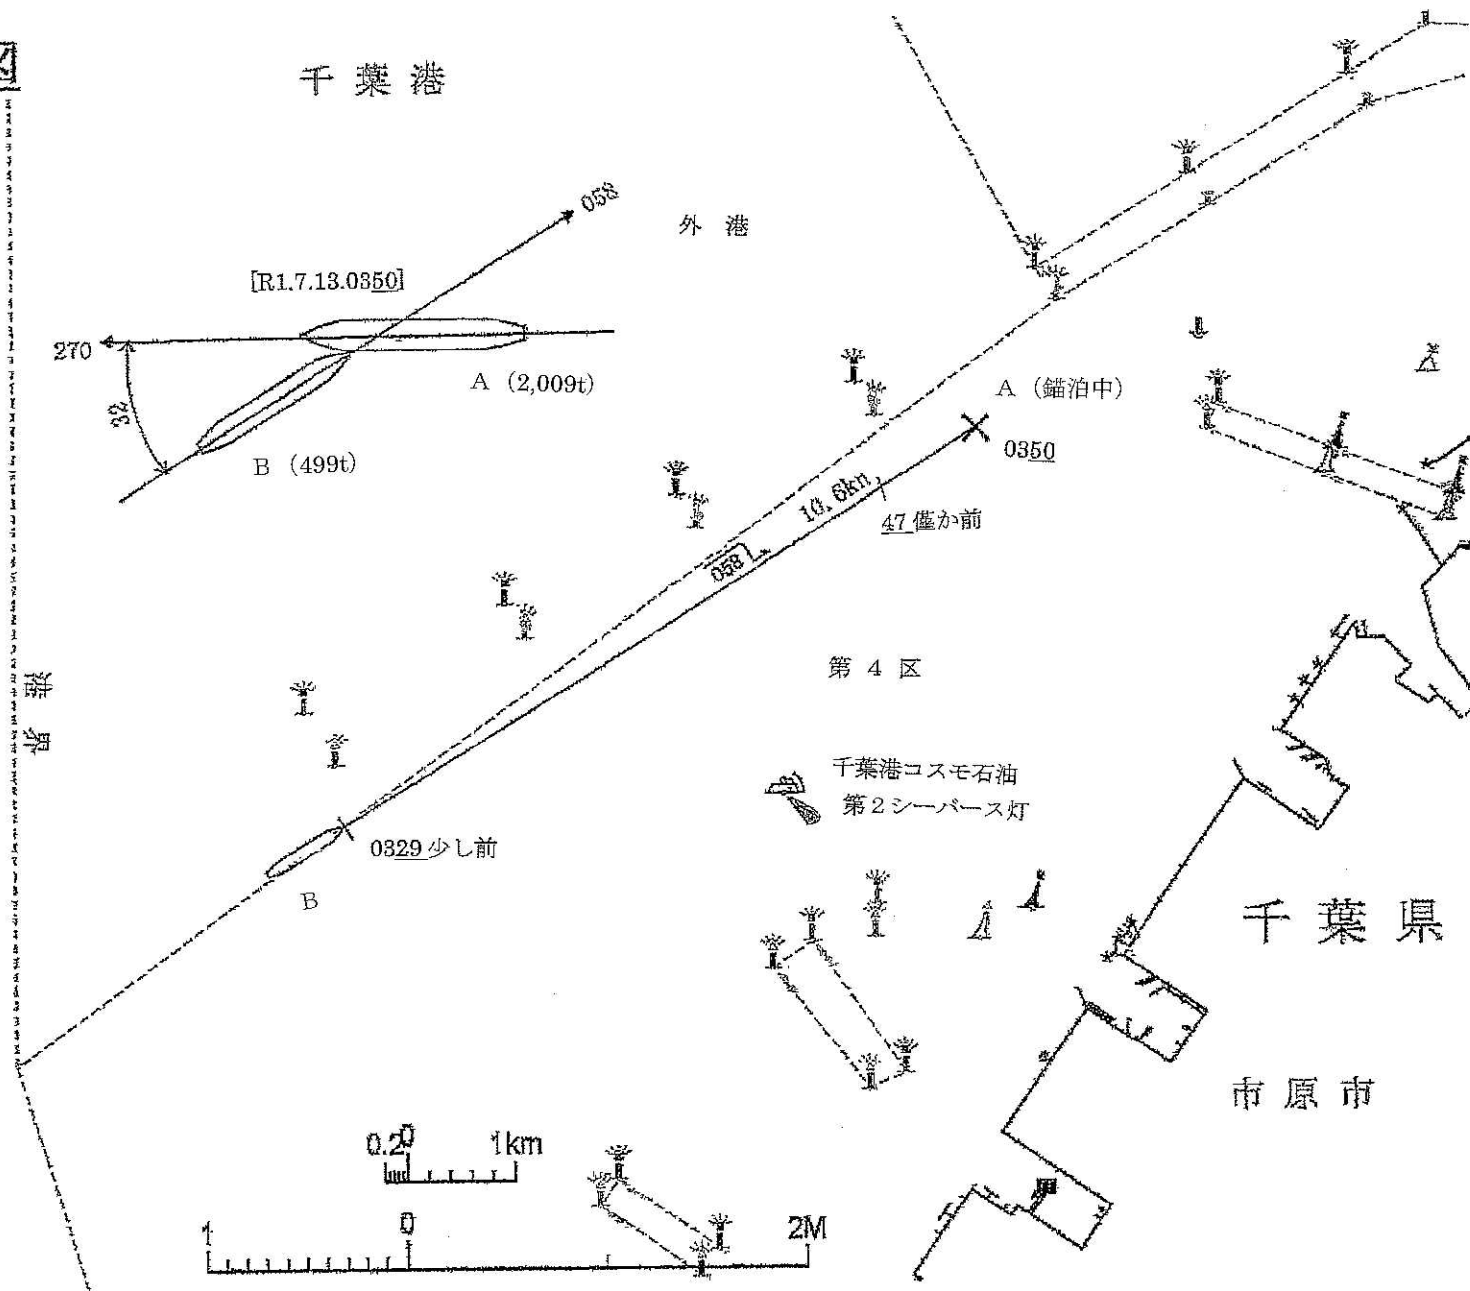 図
千葉港
058
外港
[R1.7.13.0350]
270
A (2,009t)
32
B (499t)
A (錨泊中)
0350
10.6kn
47 僅か前
058
第4区
港界
千葉港コスモ石油
第2シーバース灯
0329 少し前
B
千葉県
市原市
0.2 0 1km
1 0 2M